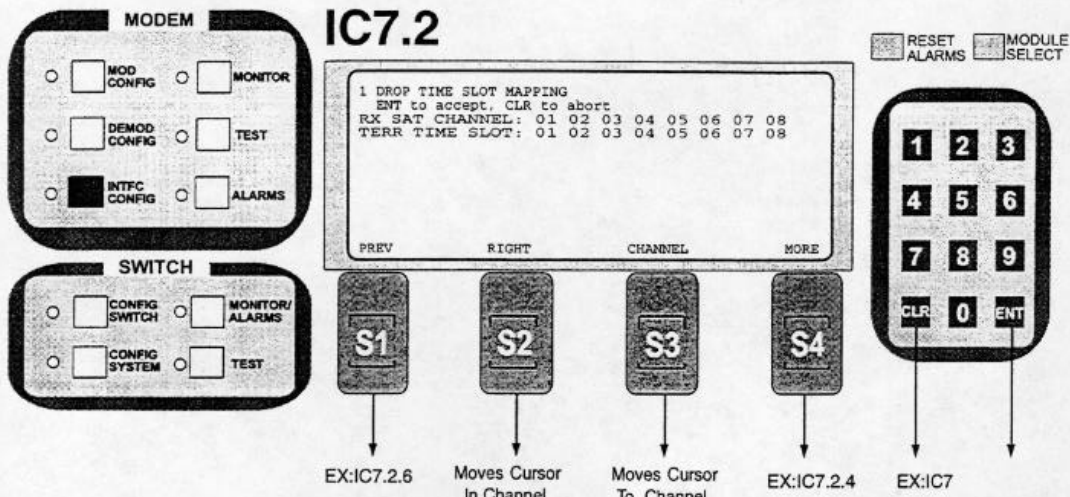 MODEM
IC7.2
MOD CONFIG
MONITOR
DEMOD CONFIG
TEST
INTFC CONFIG
ALARMS
SWITCH
CONFIG SWITCH
MONITOR/ ALARMS
CONFIG SYSTEM
TEST
1 DROP TIME SLOT MAPPING
ENT to accept, CLR to abort
RX SAT CHANNEL: 01 02 03 04 05 06 07 08
TERR TIME SLOT: 01 02 03 04 05 06 07 08
PREV RIGHT CHANNEL MORE
S1 S2 S3 S4
RESET ALARMS
MODULE SELECT
1 2 3
4 5 6
7 8 9
CLR 0 ENT
EX:IC7.2.6
Moves Cursor
In Channel
Moves Cursor
To Channel
EX:IC7.2.4
EX:IC7